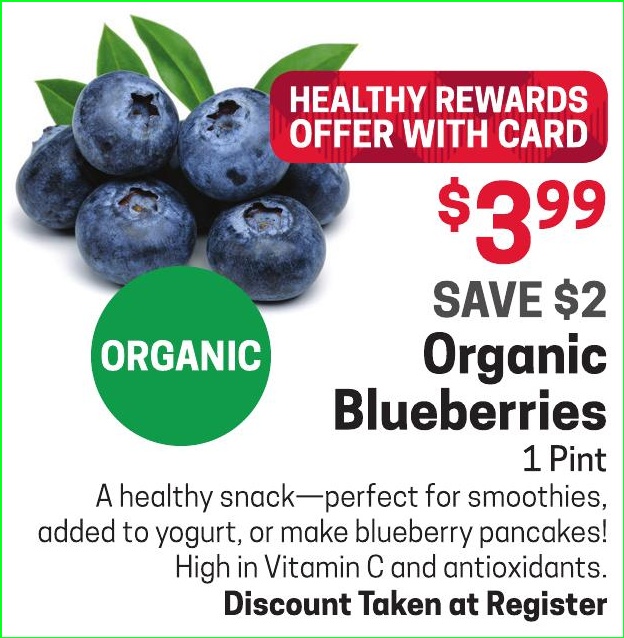 HEALTHY REWARDS
OFFER WITH CARD
$3.99
SAVE $2
ORGANIC
Organic
Blueberries
1 Pint
A healthy snack—perfect for smoothies,
added to yogurt, or make blueberry pancakes!
High in Vitamin C and antioxidants.
Discount Taken at Register